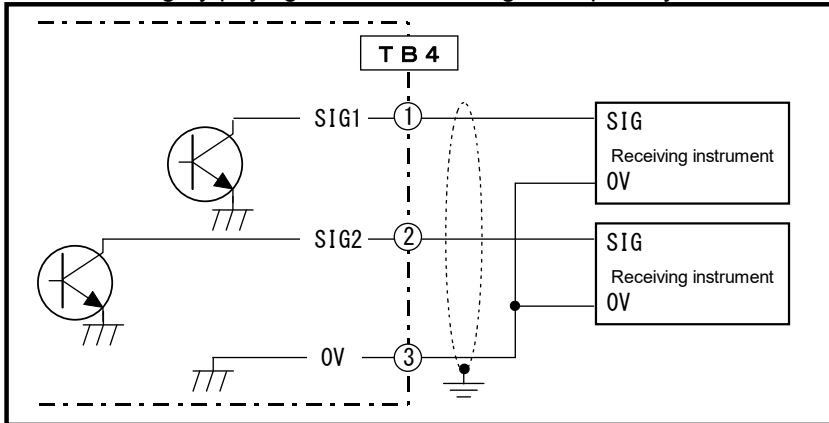 TB4
SIG1 1
SIG
Receiving instrument
0V
SIG2 2
SIG
Receiving instrument
0V
0V 3